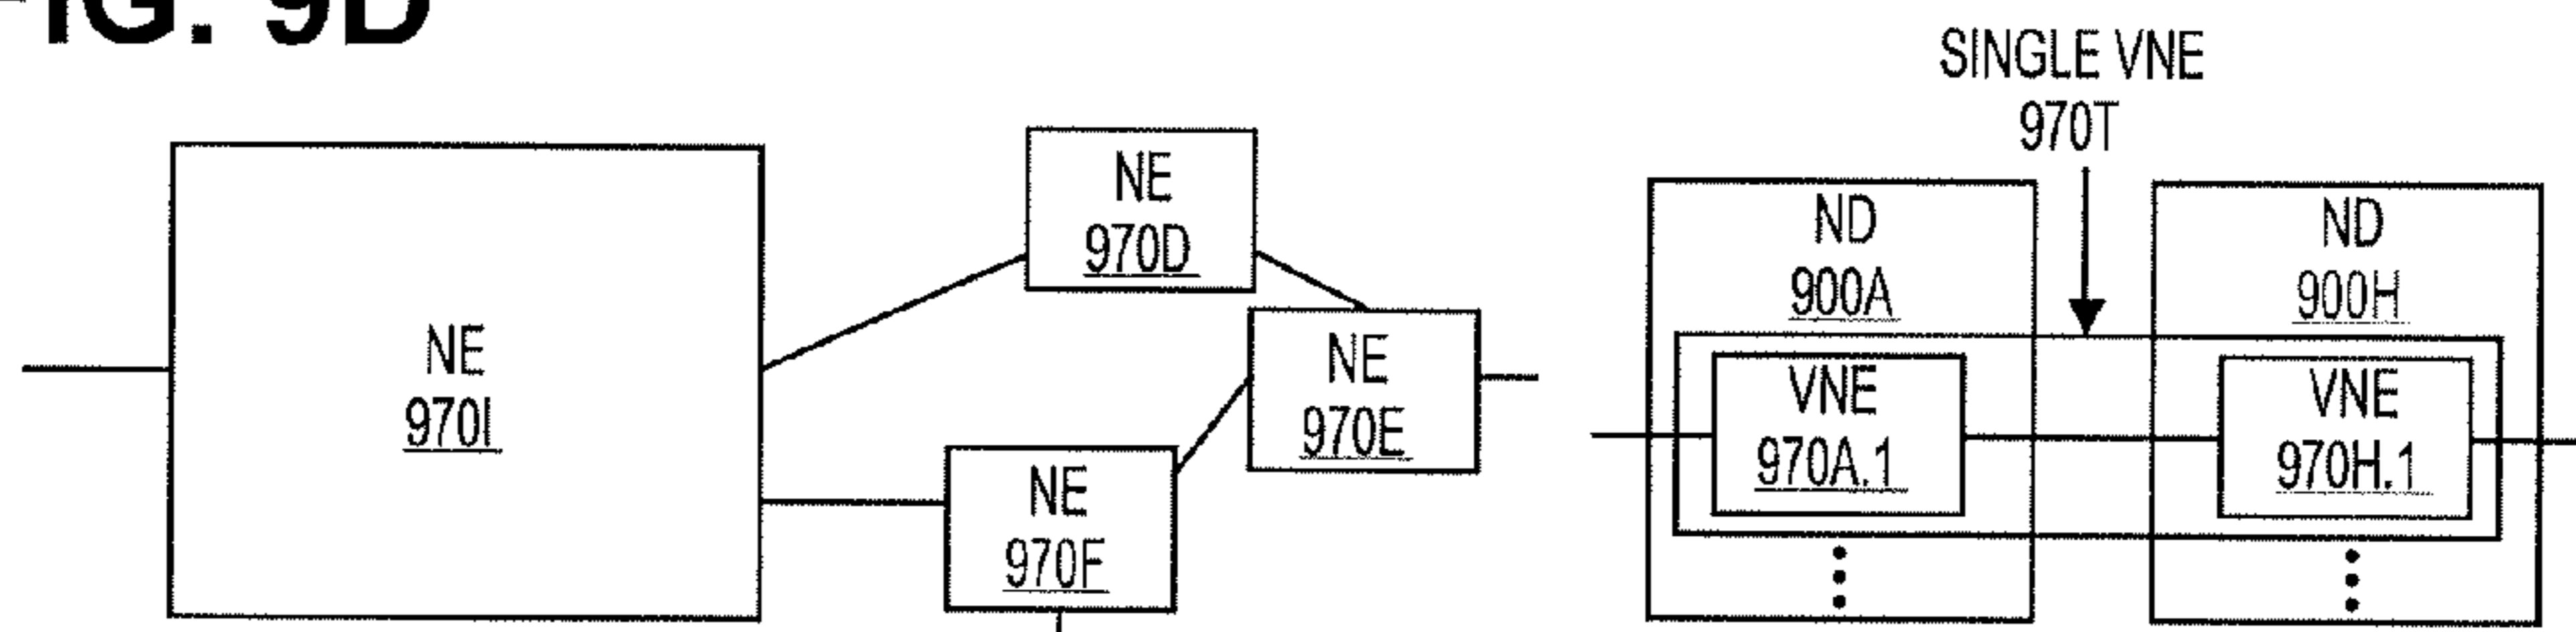 FIG. 9D
SINGLE VNE
970T
NE
970I
NE
970D
NE
970E
NE
970F
ND
900A
VNE
970A.1
ND
900H
VNE
970H.1